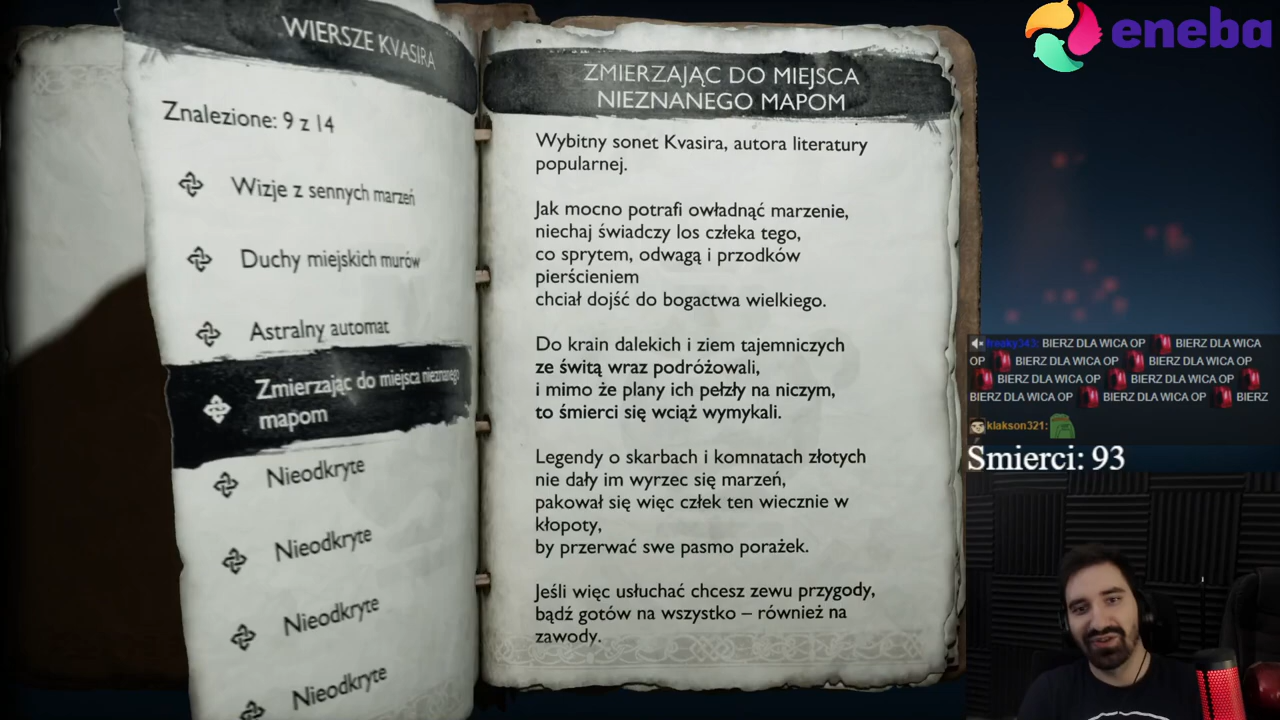 WIERSZE KVASIRA
Znalezione: 9 z 14
Wizje z sennych marzeń
Duchy miejskich murów
Astralny automat
Zmierzając do miejsca nieznanego
mapom
Nieodkryte
Nieodkryte
Nieodkryte
Nieodkryte
ZMIERZAJĄC DO MIEJSCA
NIEZNANEGO MAPOM
Wybitny sonet Kvasira, autora literatury
popularnej.
Jak mocno potrafi owładnąć marzenie,
niechaj świadczy los człeka tego,
co sprytem, odwagą i przodków
pierścieniem
chciał dojść do bogactwa wielkiego.
Do krain dalekich i ziem tajemniczych
ze świtą wraz podróżowali,
i mimo że plany ich pełzły na niczym,
to śmierci się wciąż wymykali.
Legendy o skarbach i komnatach złotych
nie dały im wyrzec się marzeń,
pakował się więc człek ten wiecznie w
kłopoty,
by przerwać swe pasmo porażek.
Jeśli więc usłuchać chcesz zewu przygody,
bądź gotów na wszystko – również na
zawody.
eneba
freaky343: BIERZ DLA WICA OP BIERZ DLA WICA
OP BIERZ DLA WICA OP BIERZ DLA WICA OP
BIERZ DLA WICA OP BIERZ DLA WICA OP
BIERZ DLA WICA OP BIERZ DLA WICA OP BIERZ
klakson321:
Śmierci: 93